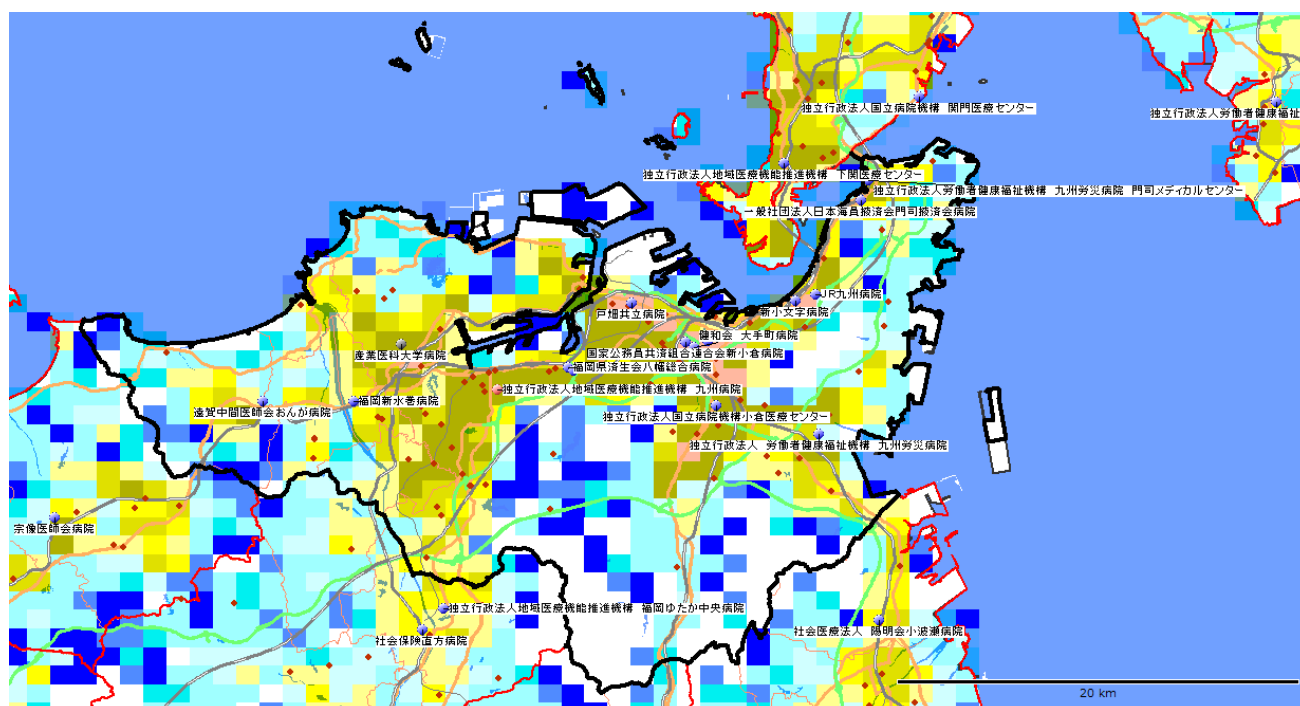 独立行政法人国立病院機構 関門医療センター
独立行政法人労働者健康福祉
独立行政法人地域医療機能推進機構 下関医療センター
独立行政法人労働者健康福祉機構 九州労災病院 門司メディカルセンター
一般社団法人日本海員掖済会門司掖済会病院
JR九州病院
新小文字病院
戸畑共立病院
健和会 大手町病院
国家公務員共済組合連合会新小倉病院
産業医科大学病院
福岡県済生会八幡総合病院
独立行政法人地域医療機能推進機構 九州病院
福岡新水巻病院
遠賀中間医師会おんが病院
独立行政法人国立病院機構小倉医療センター
独立行政法人 労働者健康福祉機構 九州労災病院
宗像医師会病院
独立行政法人地域医療機能推進機構 福岡ゆたか中央病院
社会保険直方病院
社会医療法人 陽明会小波瀬病院
20 km